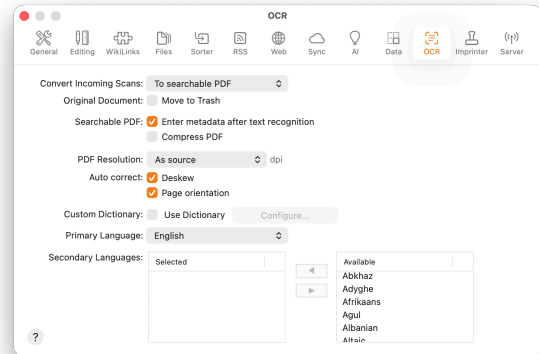 OCR
General Editing WikiLinks Files Sorter RSS Web Sync AI Data OCR Imprinter Server
Convert Incoming Scans: To searchable PDF
Original Document: Move to Trash
Searchable PDF: Enter metadata after text recognition
Compress PDF
PDF Resolution: As source dpi
Auto correct: Deskew
Page orientation
Custom Dictionary: Use Dictionary Configure...
Primary Language: English
Secondary Languages: Selected Available
Abkhaz
Adyghe
Afrikaans
Agul
Albanian
Altaic
?